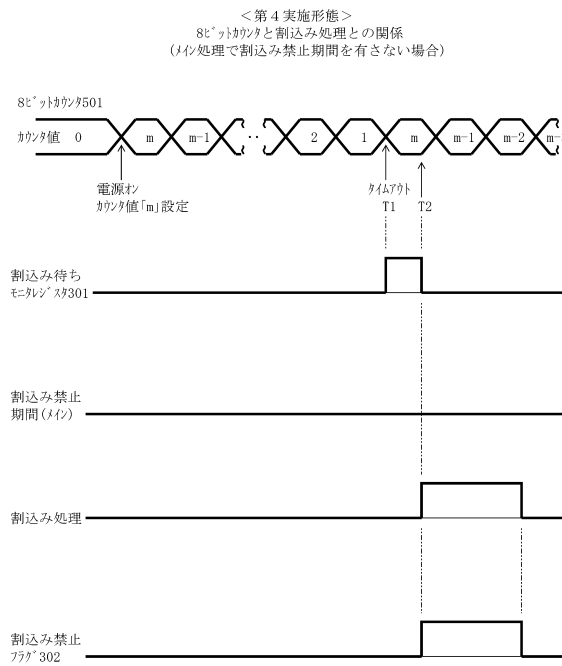 ＜第４実施形態＞
8ﾋﾞｯﾄｶｳﾝﾀと割込み処理との関係
(ﾒｲﾝ処理で割込み禁止期間を有さない場合)
8ﾋﾞｯﾄｶｳﾝﾀ501
ｶｳﾝﾀ値 0 m m-1 ‥ 2 1 m m-1 m-2 m-
電源ｵﾝ
ｶｳﾝﾀ値「m」設定
ﾀｲﾑｱｳﾄ
T1 T2
割込み待ち
ﾓﾆﾀﾚｼﾞｽﾀ301
割込み禁止
期間(ﾒｲﾝ)
割込み処理
割込み禁止
ﾌﾗｸﾞ302